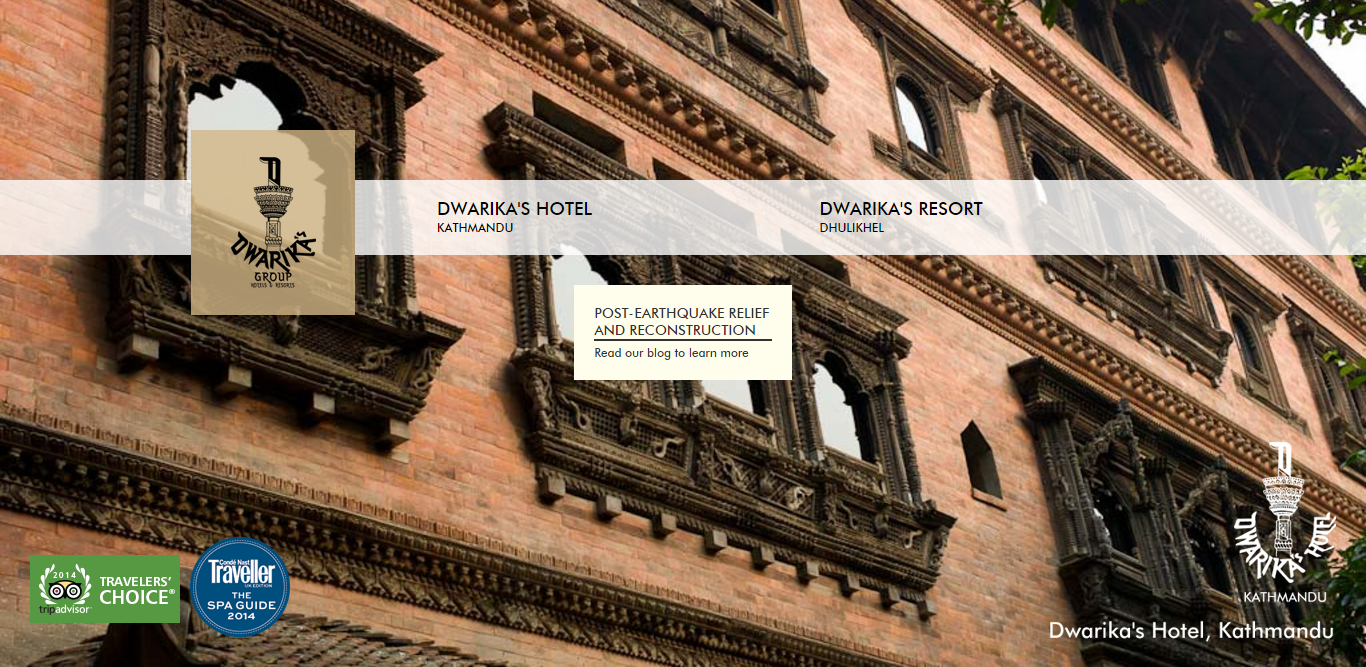 DWARIKA'S
GROUP
HOTELS & RESORTS
DWARIKA'S HOTEL
KATHMANDU
DWARIKA'S RESORT
DHULIKHEL
POST-EARTHQUAKE RELIEF
AND RECONSTRUCTION
Read our blog to learn more
2014
tripadvisor
TRAVELERS'
CHOICE®
Condé Nast
Traveller
UK EDITION
THE
SPA GUIDE
2014
DWARIKA'S HOTEL
KATHMANDU
Dwarika's Hotel, Kathmandu